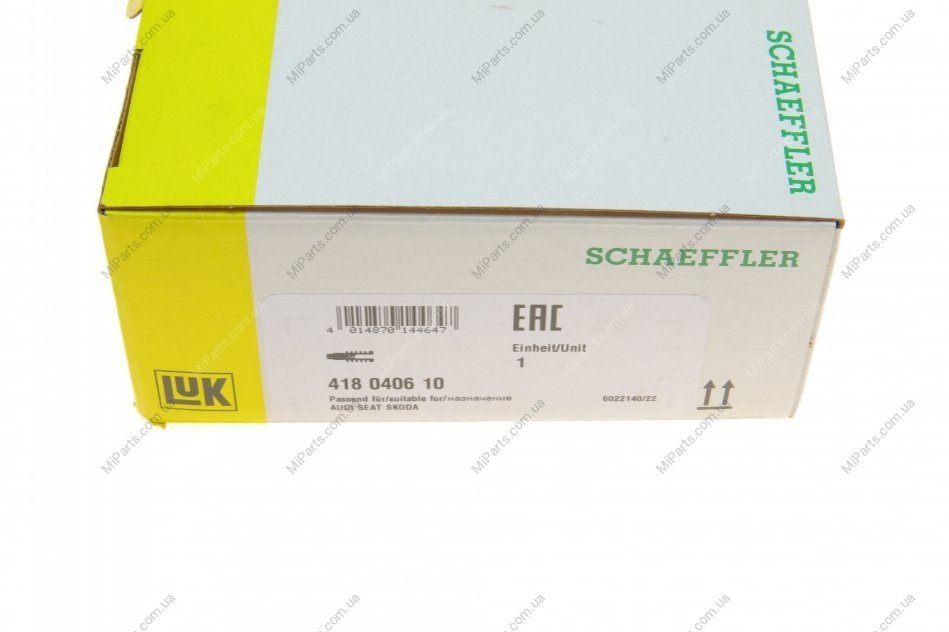 SCHAEFFLER
SCHAEFFLER
4 014870 144647
EAC
Einheit/Unit
1
418 0406 10
Passend für/suitable for/назначение
AUDI SEAT SKODA
6022140/22
LuK
MiParts.com.ua